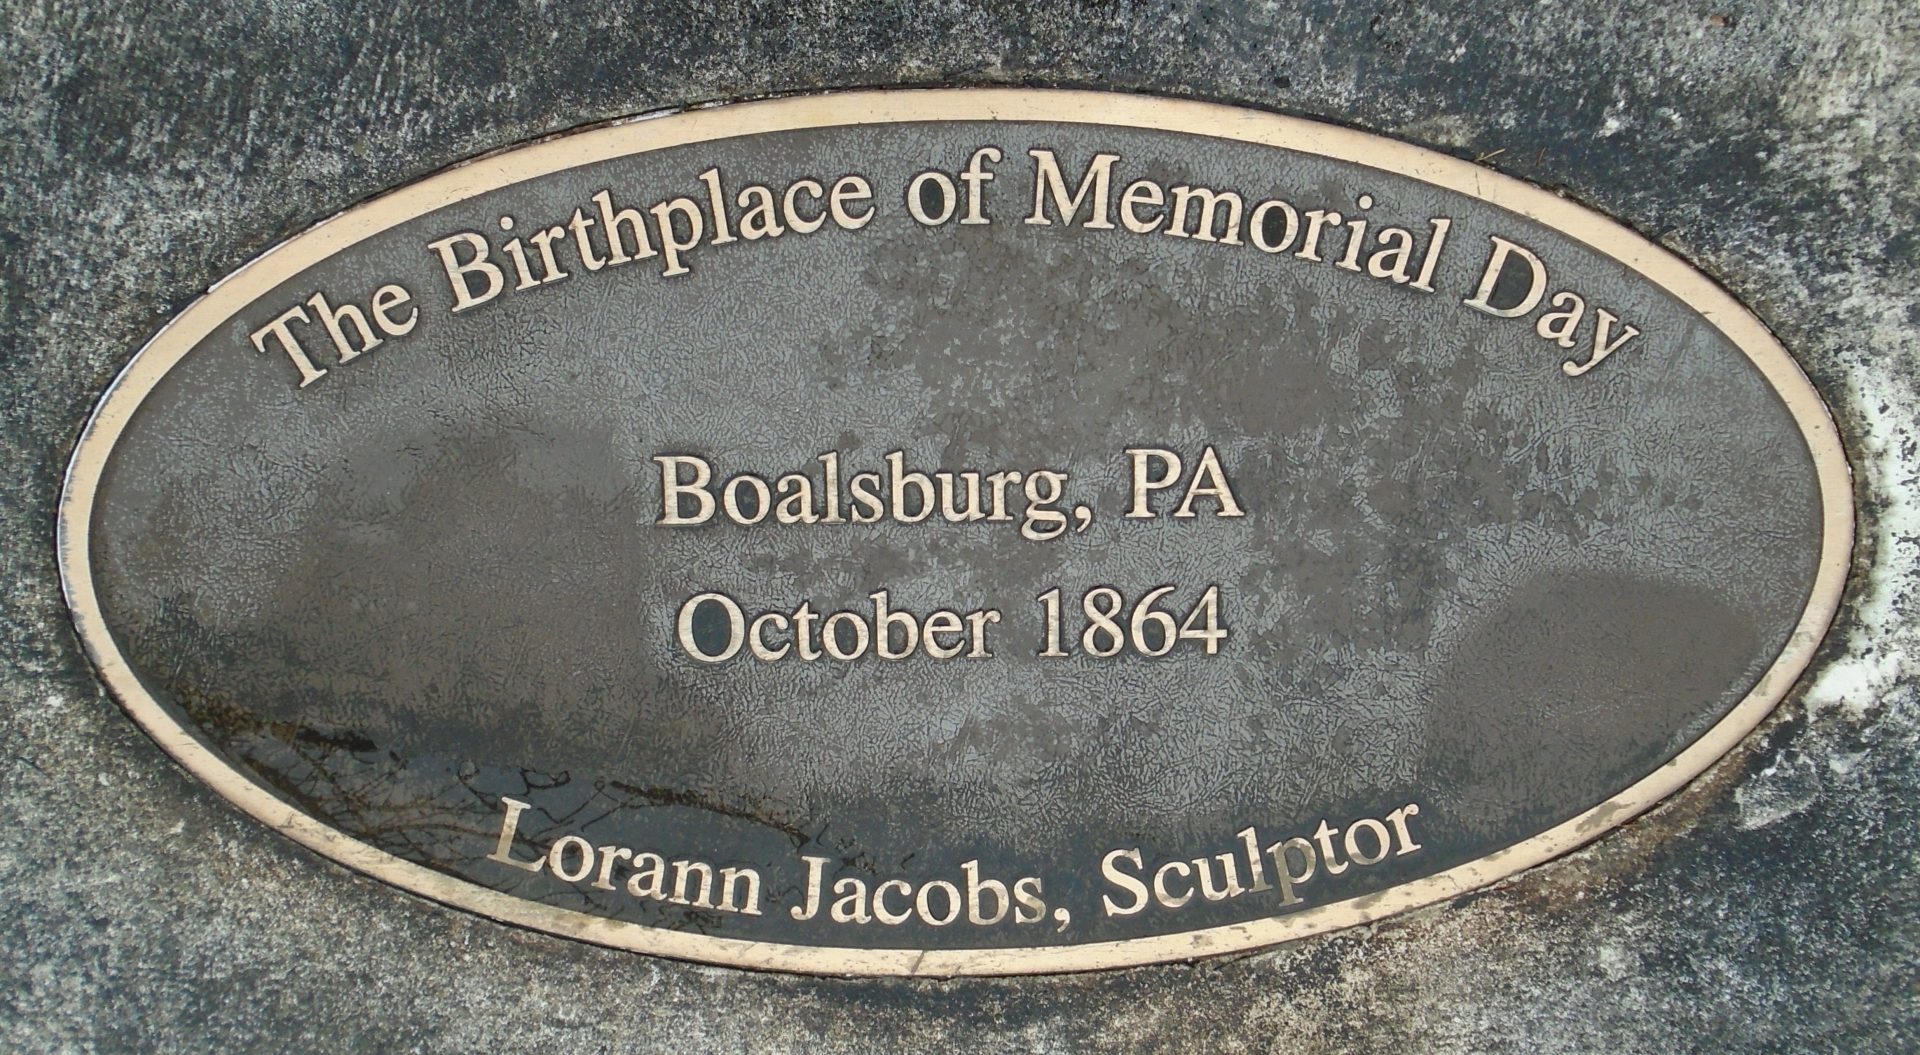 The Birthplace of Memorial Day
Boalsburg, PA
October 1864
Lorann Jacobs, Sculptor